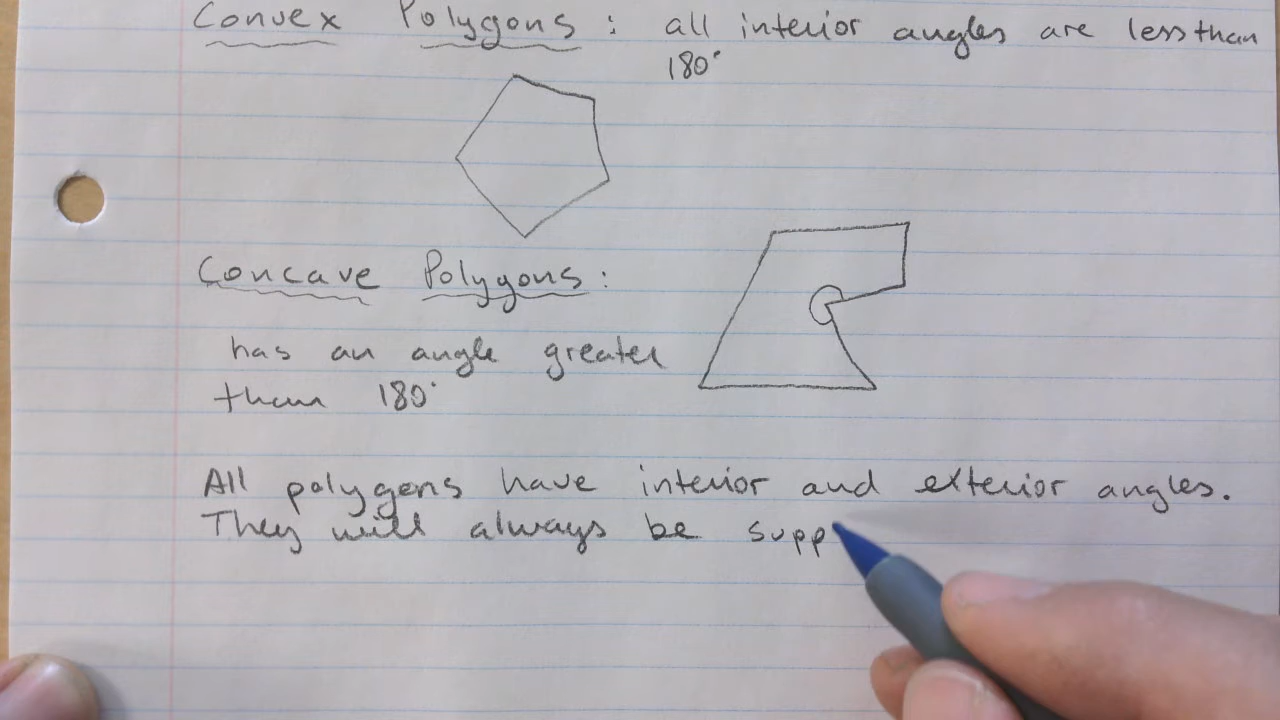 Convex Polygons : all interior angles are less than
180°
Concave Polygons :
has an angle greater
than 180°
All polygons have interior and exterior angles.
They will always be supp